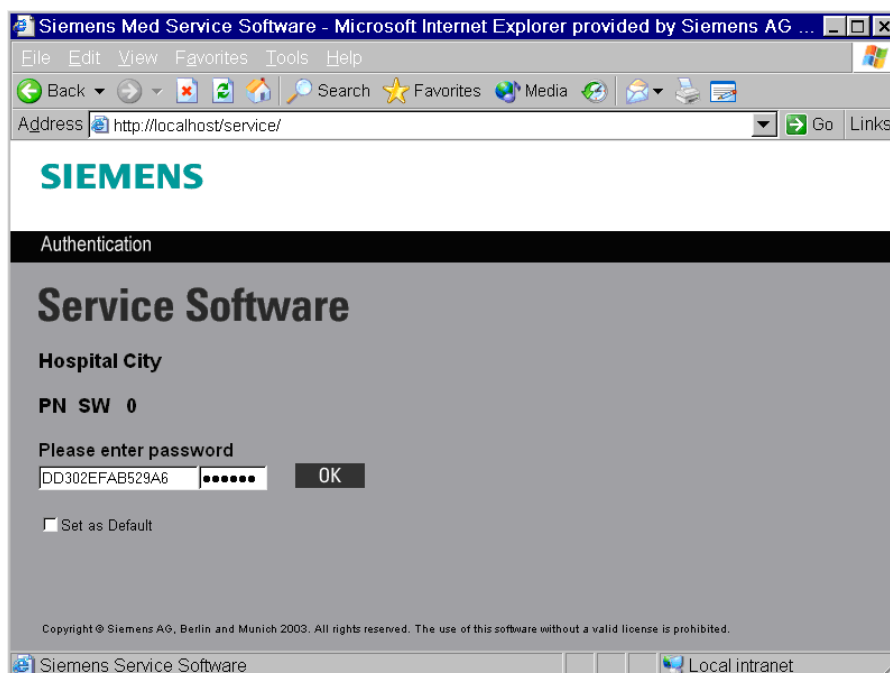 Siemens Med Service Software - Microsoft Internet Explorer provided by Siemens AG ...
File Edit View Favorites Tools Help
Back Search Favorites Media
Address http://localhost/service/ Go Links
SIEMENS
Authentication
Service Software
Hospital City
PN SW 0
Please enter password
DD302EFAB529A6 •••••• OK
Set as Default
Copyright © Siemens AG, Berlin and Munich 2003. All rights reserved. The use of this software without a valid license is prohibited.
Siemens Service Software Local intranet